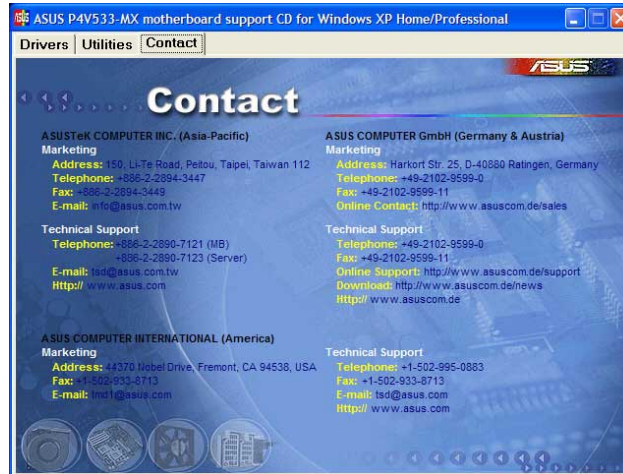 ASUS P4V533-MX motherboard support CD for Windows XP Home/Professional
Drivers Utilities Contact
ASUS
Contact
ASUSTeK COMPUTER INC. (Asia-Pacific)
Marketing
Address: 150, Li-Te Road, Peitou, Taipei, Taiwan 112
Telephone: +886-2-2894-3447
Fax: +886-2-2894-3449
E-mail: info@asus.com.tw
Technical Support
Telephone: +886-2-2890-7121 (MB)
+886-2-2890-7123 (Server)
E-mail: tsd@asus.com.tw
Http:// www.asus.com
ASUS COMPUTER GmbH (Germany & Austria)
Marketing
Address: Harkort Str. 25, D-40880 Ratingen, Germany
Telephone: +49-2102-9599-0
Fax: +49-2102-9599-11
Online Contact: http://www.asuscom.de/sales
Technical Support
Telephone: +49-2102-9599-0
Fax: +49-2102-9599-11
Online Support: http://www.asuscom.de/support
Download: http://www.asuscom.de/news
Http:// www.asuscom.de
ASUS COMPUTER INTERNATIONAL (America)
Marketing
Address: 44370 Nobel Drive, Fremont, CA 94538, USA
Fax: +1-502-933-8713
E-mail: tmd1@asus.com
Technical Support
Telephone: +1-502-995-0883
Fax: +1-502-933-8713
E-mail: tsd@asus.com
Http:// www.asus.com